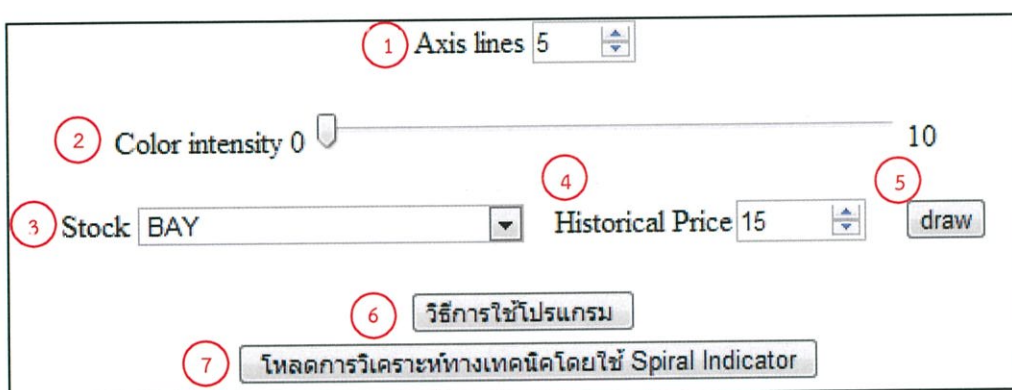 1 Axis lines 5
2 Color intensity 0 10
4 5
3 Stock BAY Historical Price 15 draw
6 วิธีการใช้โปรแกรม
7 โหลดการวิเคราะห์ทางเทคนิคโดยใช้ Spiral Indicator